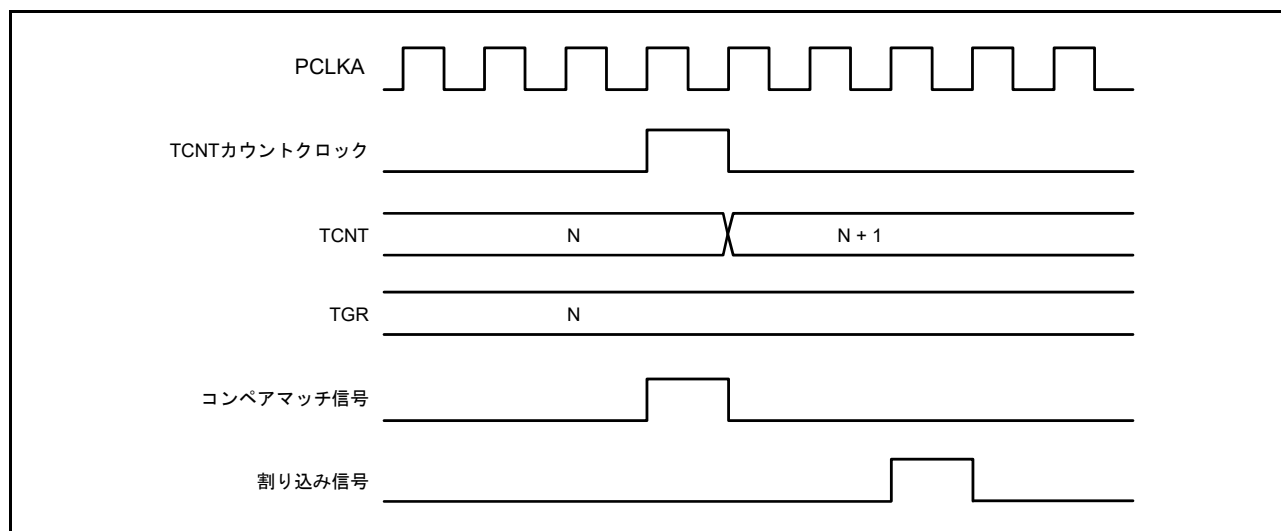 PCLKA
TCNTカウントクロック
TCNT N N + 1
TGR N
コンペアマッチ信号
割り込み信号